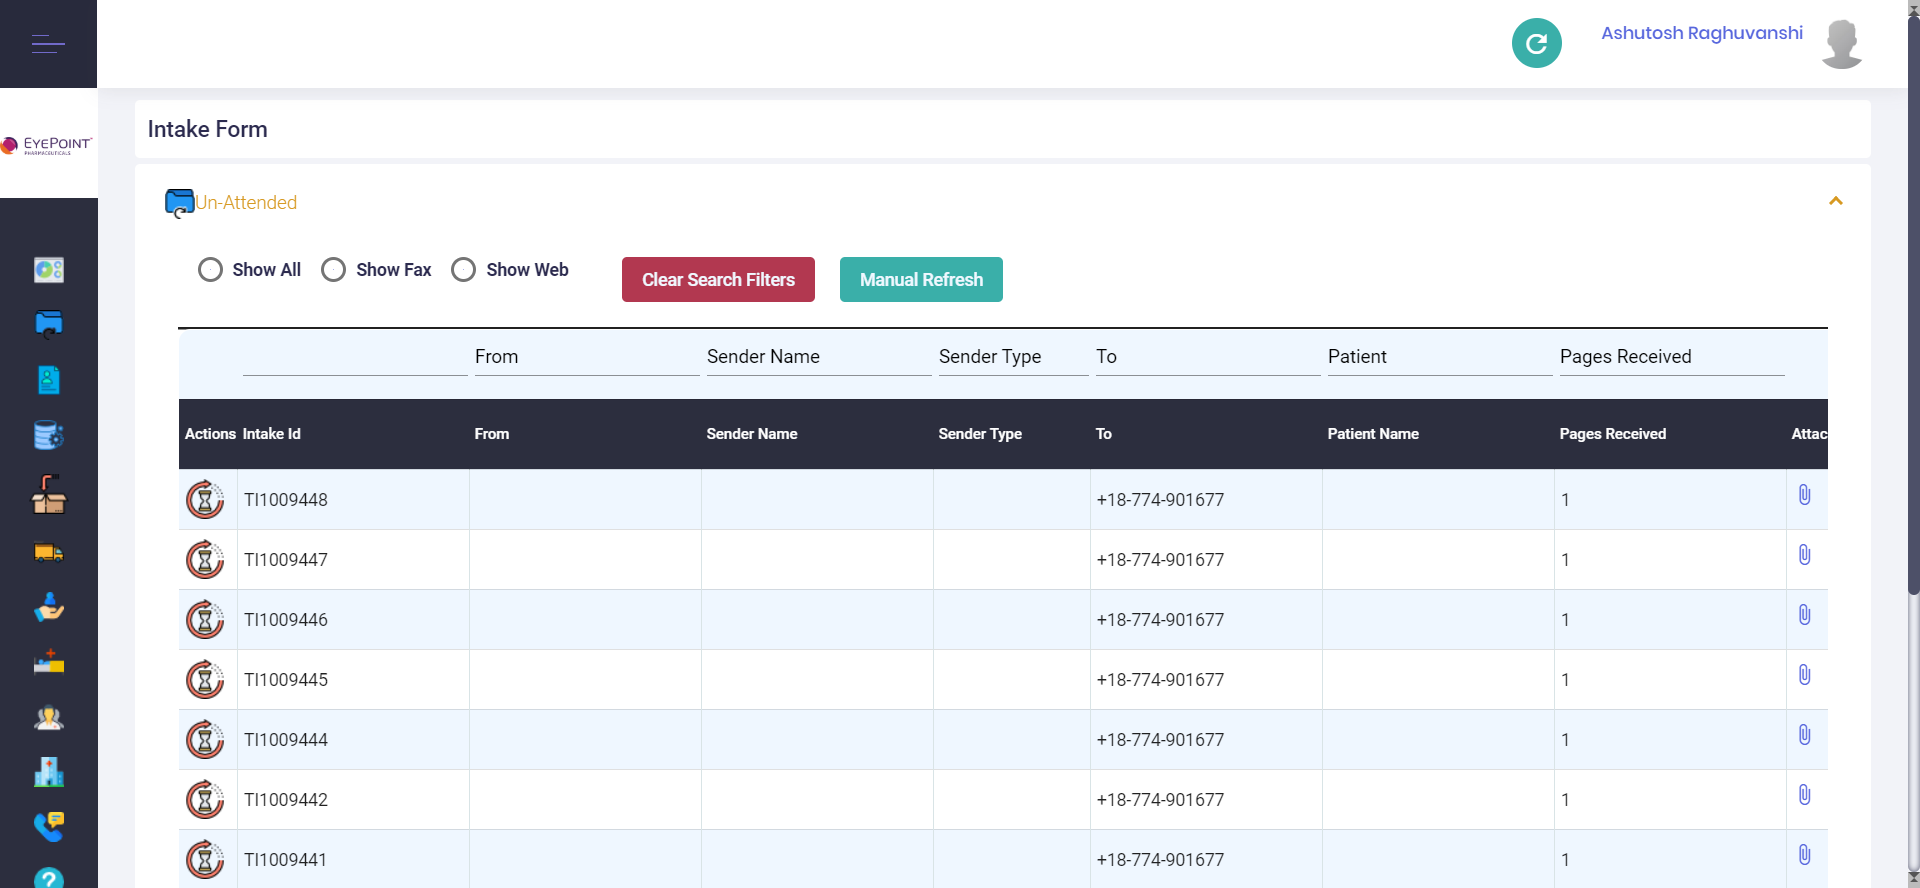 Ashutosh Raghuvanshi
EYEPOINT
PHARMACEUTICALS
Intake Form
Un-Attended
Show All Show Fax Show Web Clear Search Filters Manual Refresh
From Sender Name Sender Type To Patient Pages Received
Actions Intake Id From Sender Name Sender Type To Patient Name Pages Received Attac
TI1009448 +18-774-901677 1
TI1009447 +18-774-901677 1
TI1009446 +18-774-901677 1
TI1009445 +18-774-901677 1
TI1009444 +18-774-901677 1
TI1009442 +18-774-901677 1
TI1009441 +18-774-901677 1
?